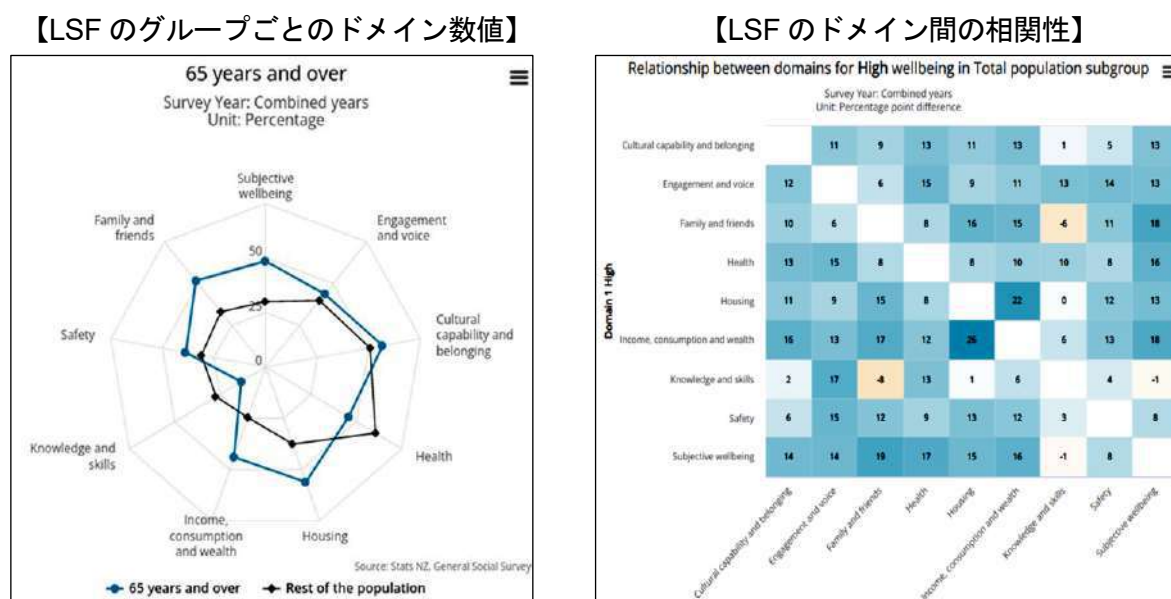 【LSF のグループごとのドメイン数値】
65 years and over
Survey Year: Combined years
Unit: Percentage
Subjective
wellbeing
Engagement
and voice
Cultural
capability and
belonging
Health
Housing
Income,
consumption
and wealth
Knowledge and
skills
Safety
Family and
friends
50
25
0
Source: Stats NZ, General Social Survey
65 years and over
Rest of the population
【LSF のドメイン間の相関性】
Relationship between domains for High wellbeing in Total population subgroup
Survey Year: Combined years
Unit: Percentage point difference
Domain 1 High
Cultural capability and belonging 11 9 13 11 13 1 5 13
Engagement and voice 12 6 15 9 11 13 14 13
Family and friends 10 6 8 16 15 -6 11 18
Health 13 15 8 8 10 10 8 16
Housing 11 9 15 8 22 0 12 13
Income, consumption and wealth 16 13 17 12 26 6 13 18
Knowledge and skills 2 17 -8 13 1 6 4 -1
Safety 6 15 12 9 13 12 3 8
Subjective wellbeing 14 14 19 17 15 16 -1 8
Cultural capability and belonging
Engagement and voice
Family and friends
Health
Housing
Income, consumption and wealth
Knowledge and skills
Safety
Subjective wellbeing